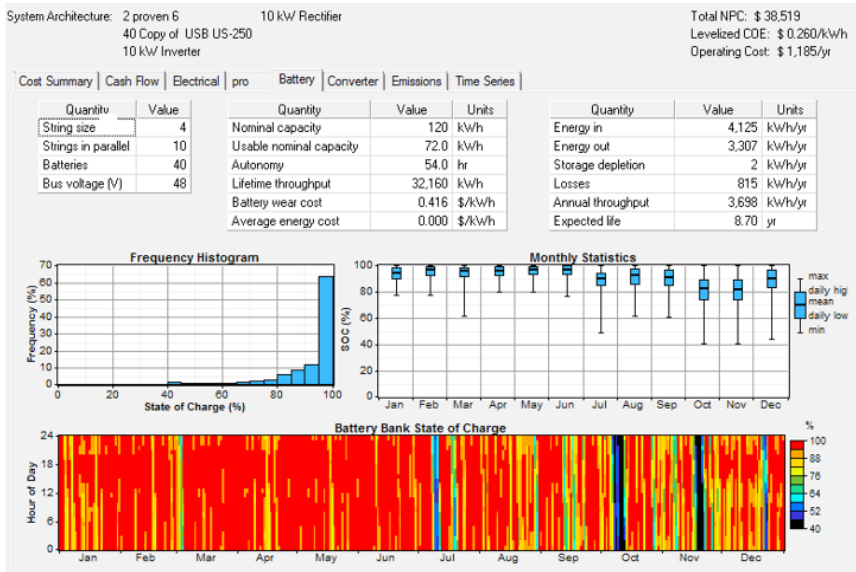 System Architecture: 2 proven 6 10 kW Rectifier Total NPC: $ 38,519
40 Copy of USB US-250 Levelized COE: $ 0.260/kWh
10 kW Inverter Operating Cost: $ 1,185/yr
Cost Summary Cash Flow Electrical pro Battery Converter Emissions Time Series
Quantity Value Quantity Value Units Quantity Value Units
String size 4 Nominal capacity 120 kWh Energy in 4,125 kWh/yr
Strings in parallel 10 Usable nominal capacity 72.0 kWh Energy out 3,307 kWh/yr
Batteries 40 Autonomy 54.0 hr Storage depletion 2 kWh/yr
Bus voltage (V) 48 Lifetime throughput 32,160 kWh Losses 815 kWh/yr
Battery wear cost 0.416 $/kWh Annual throughput 3,698 kWh/yr
Average energy cost 0.000 $/kWh Expected life 8.70 yr
Frequency Histogram
70
60
50
40
30
20
10
0
Frequency (%)
0 20 40 60 80 100
State of Charge (%)
Monthly Statistics
100
80
60
40
20
0
SOC (%)
Jan Feb Mar Apr May Jun Jul Aug Sep Oct Nov Dec
max
daily hig
mean
daily low
min
Battery Bank State of Charge
24
18
12
6
0
Hour of Day
Jan Feb Mar Apr May Jun Jul Aug Sep Oct Nov Dec
%
100
88
76
64
52
40